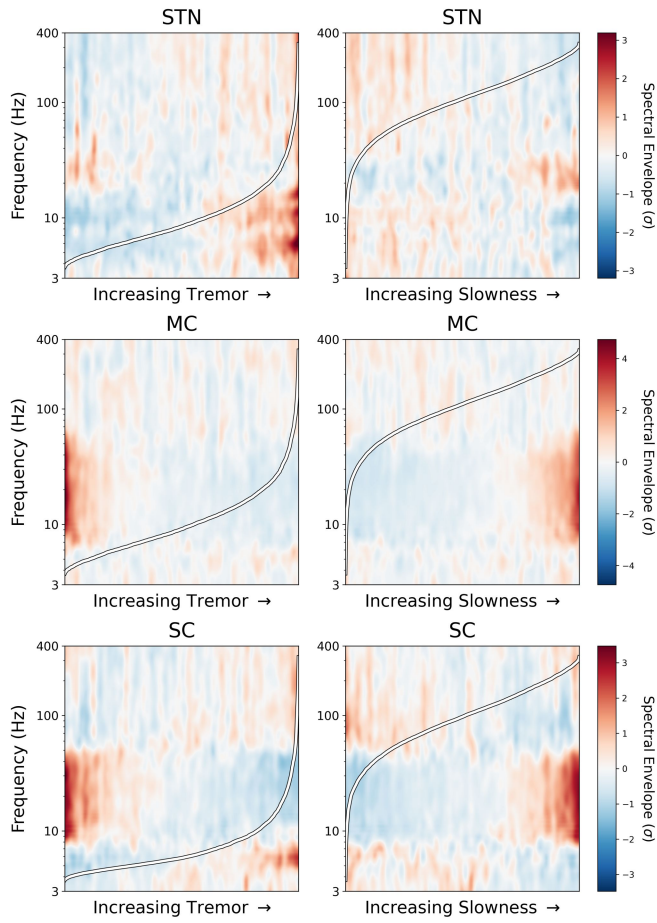 STN
STN
Frequency (Hz)
400
100
10
3
400
100
10
3
3
2
1
0
−1
−2
−3
Spectral Envelope (σ)
Increasing Tremor →
Increasing Slowness →
MC
MC
Frequency (Hz)
400
100
10
3
400
100
10
3
4
2
0
−2
−4
Spectral Envelope (σ)
Increasing Tremor →
Increasing Slowness →
SC
SC
Frequency (Hz)
400
100
10
3
400
100
10
3
3
2
1
0
−1
−2
−3
Spectral Envelope (σ)
Increasing Tremor →
Increasing Slowness →